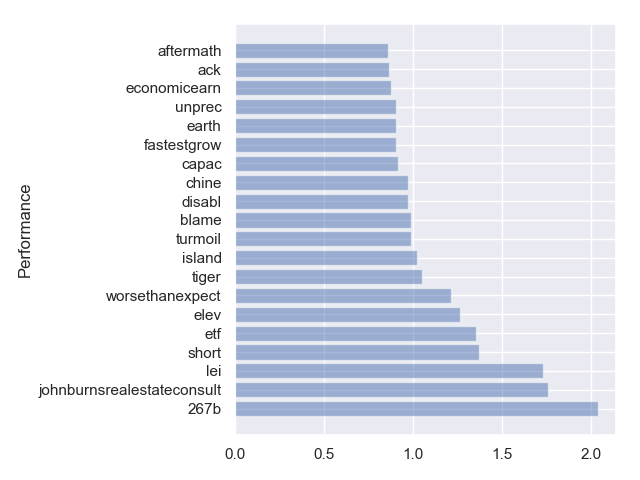 Performance
aftermath
ack
economicearn
unprec
earth
fastestgrow
capac
chine
disabl
blame
turmoil
island
tiger
worsethanexpect
elev
etf
short
lei
johnburnsrealestateconsult
267b
0.0 0.5 1.0 1.5 2.0